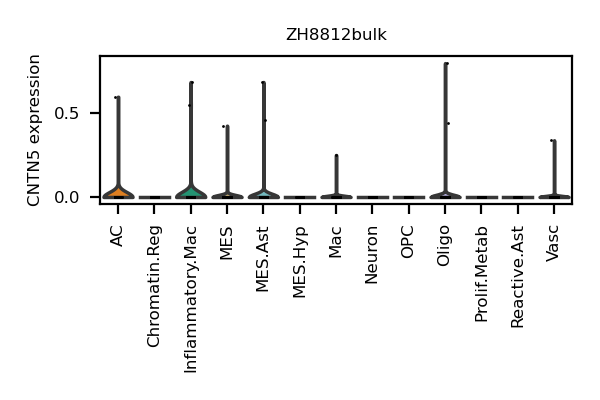 ZH8812bulk
CNTN5 expression
0.5
0.0
AC
Chromatin.Reg
Inflammatory.Mac
MES
MES.Ast
MES.Hyp
Mac
Neuron
OPC
Oligo
Prolif.Metab
Reactive.Ast
Vasc